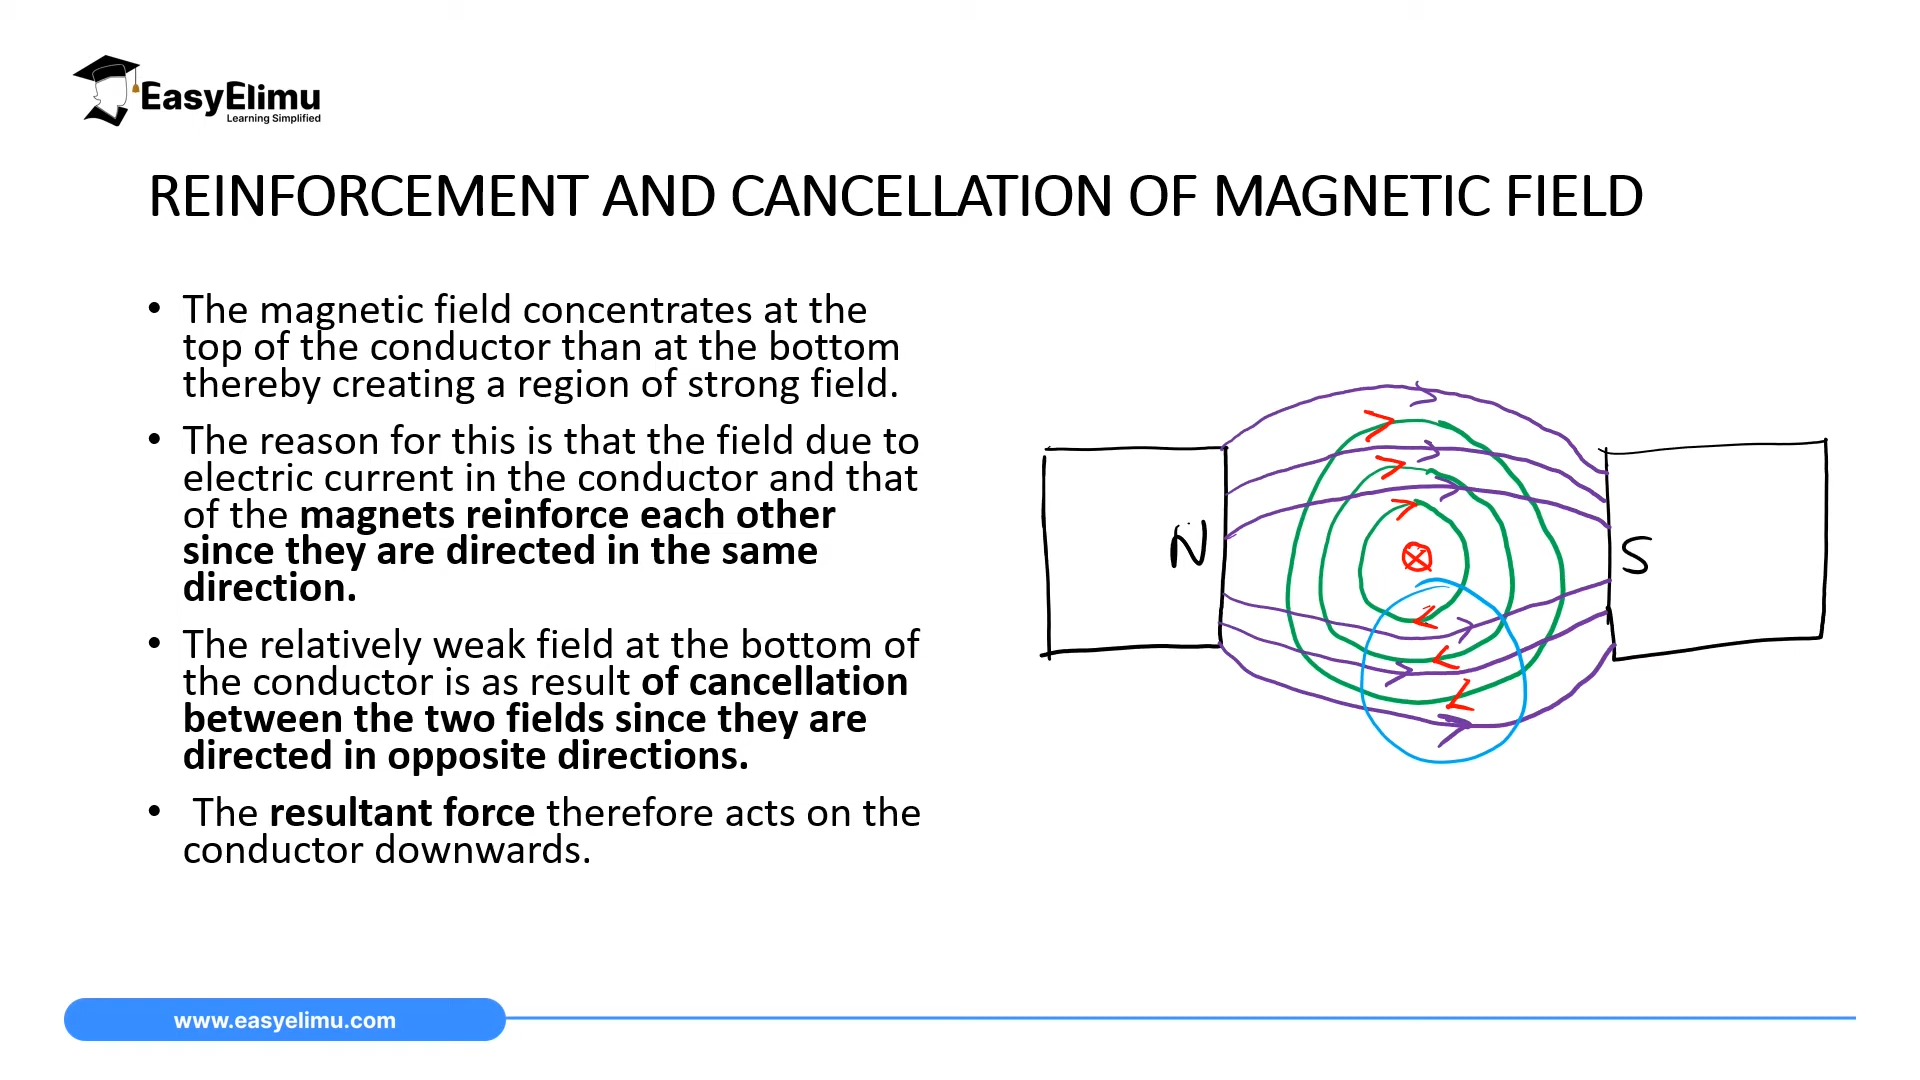 EasyElimu
Learning Simplified
REINFORCEMENT AND CANCELLATION OF MAGNETIC FIELD
• The magnetic field concentrates at the
top of the conductor than at the bottom
thereby creating a region of strong field.
• The reason for this is that the field due to
electric current in the conductor and that
of the magnets reinforce each other
since they are directed in the same
direction.
• The relatively weak field at the bottom of
the conductor is as result of cancellation
between the two fields since they are
directed in opposite directions.
• The resultant force therefore acts on the
conductor downwards.
N
S
www.easyelimu.com